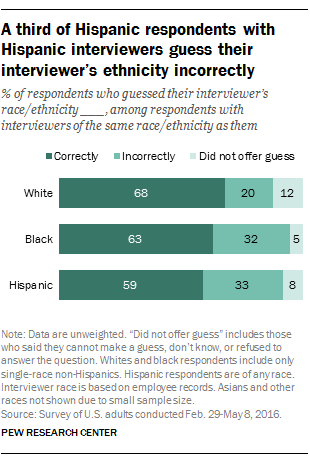 A third of Hispanic respondents with
Hispanic interviewers guess their
interviewer's ethnicity incorrectly
% of respondents who guessed their interviewer's
race/ethnicity ____, among respondents with
interviewers of the same race/ethnicity as them
Correctly Incorrectly Did not offer guess
White 68 20 12
Black 63 32 5
Hispanic 59 33 8
Note: Data are unweighted. "Did not offer guess" includes those
who said they cannot make a guess, don't know, or refused to
answer the question. Whites and black respondents include only
single-race non-Hispanics. Hispanic respondents are of any race.
Interviewer race is based on employee records. Asians and other
races not shown due to small sample size.
Source: Survey of U.S. adults conducted Feb. 29-May 8, 2016.
PEW RESEARCH CENTER